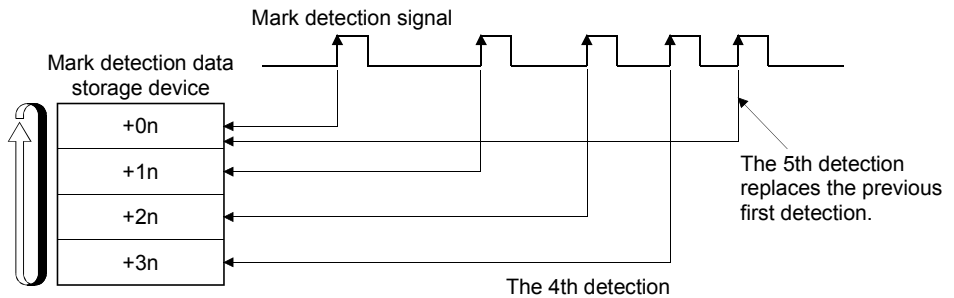 Mark detection signal
Mark detection data
storage device
+0n
+1n
+2n
+3n
The 5th detection
replaces the previous
first detection.
The 4th detection